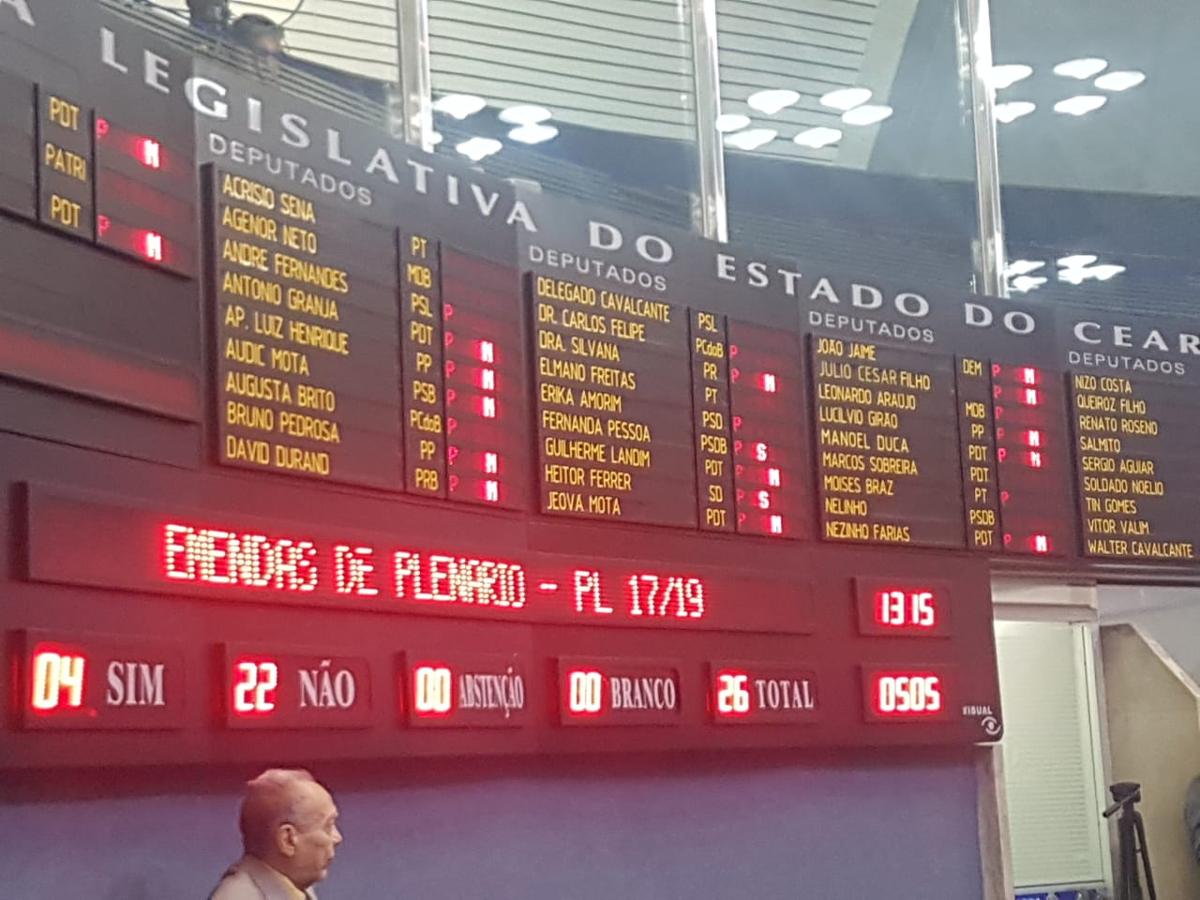 A LEGISLATIVA DO ESTADO DO CEAR
PDT P N
PATRI
PDT P N
DEPUTADOS
ACRISIO SENA PT
AGENOR NETO MDB
ANDRE FERNANDES PSL P
ANTONIO GRANJA PDT P N
AP. LUIZ HENRIQUE PP P N
AUDIC MOTA PSB P N
AUGUSTA BRITO PCdoB P
BRUNO PEDROSA PP P N
DAVID DURAND PRB P N
DEPUTADOS
DELEGADO CAVALCANTE PSL
DR. CARLOS FELIPE PCdoB P
DRA. SILVANA PR P N
ELMANO FREITAS PT
ERIKA AMORIM PSD P
FERNANDA PESSOA PSDB P S
GUILHERME LANDIM PDT P N
HEITOR FERRER SD P S
JEOVA MOTA PDT P N
DEPUTADOS
JOÃO JAIME DEM P N
JULIO CESAR FILHO P N
LEONARDO ARAUJO MDB
LUCILVIO GIRÃO PP P N
MANOEL DUCA PDT P N
MARCOS SOBREIRA PDT
MOISES BRAZ PT P
NELINHO PSDB
NEZINHO FARIAS PDT P N
DEPUTADOS
NIZO COSTA
QUEIROZ FILHO
RENATO ROSENO
SALMITO
SERGIO AGUIAR
SOLDADO NOELIO
TIN GOMES
VITOR VALIM
WALTER CAVALCANTE
EMENDAS DE PLENARIO - PL 17/19
13:15
04 SIM 22 NÃO 00 ABSTENÇÃO 00 BRANCO 26 TOTAL 0505
VISUAL